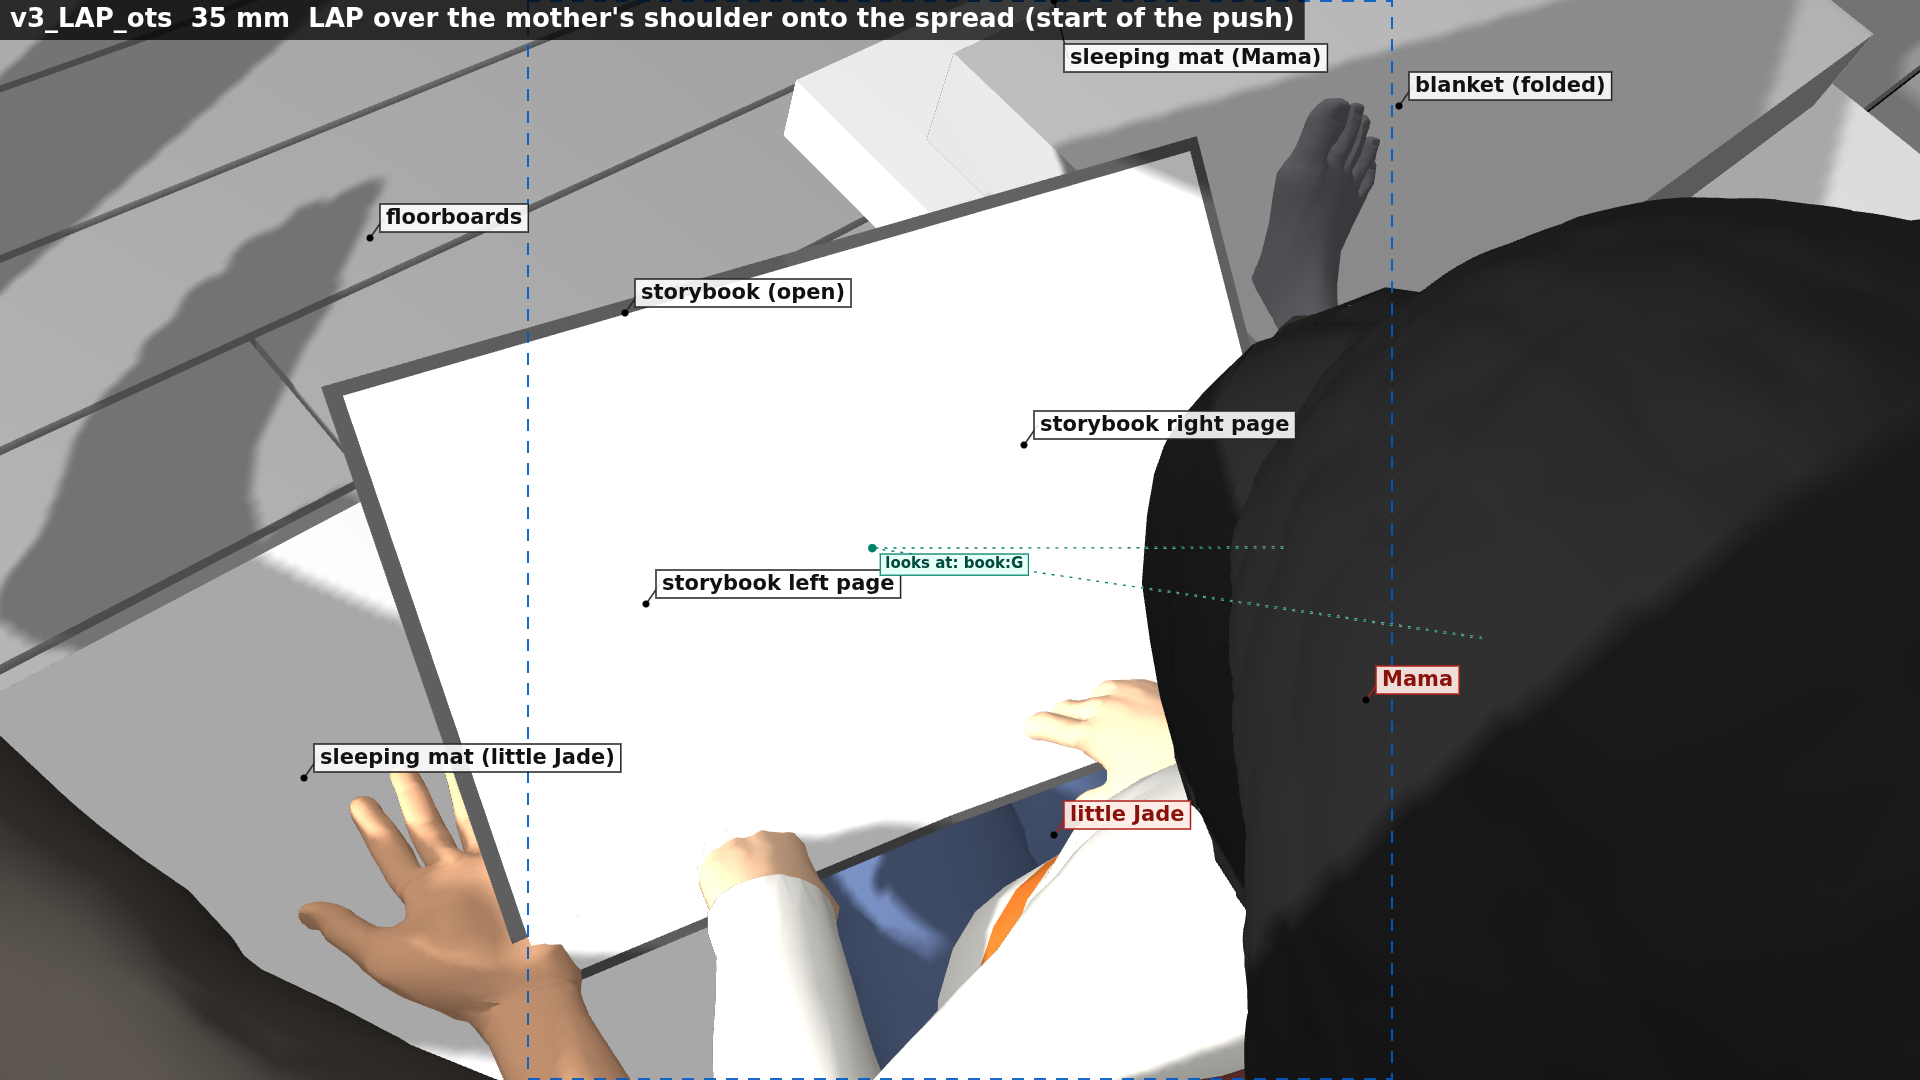 v3_LAP_ots  35 mm  LAP over the mother's shoulder onto the spread (start of the push)
sleeping mat (Mama)
blanket (folded)
floorboards
storybook (open)
storybook right page
looks at: book:G
storybook left page
Mama
sleeping mat (little Jade)
little Jade